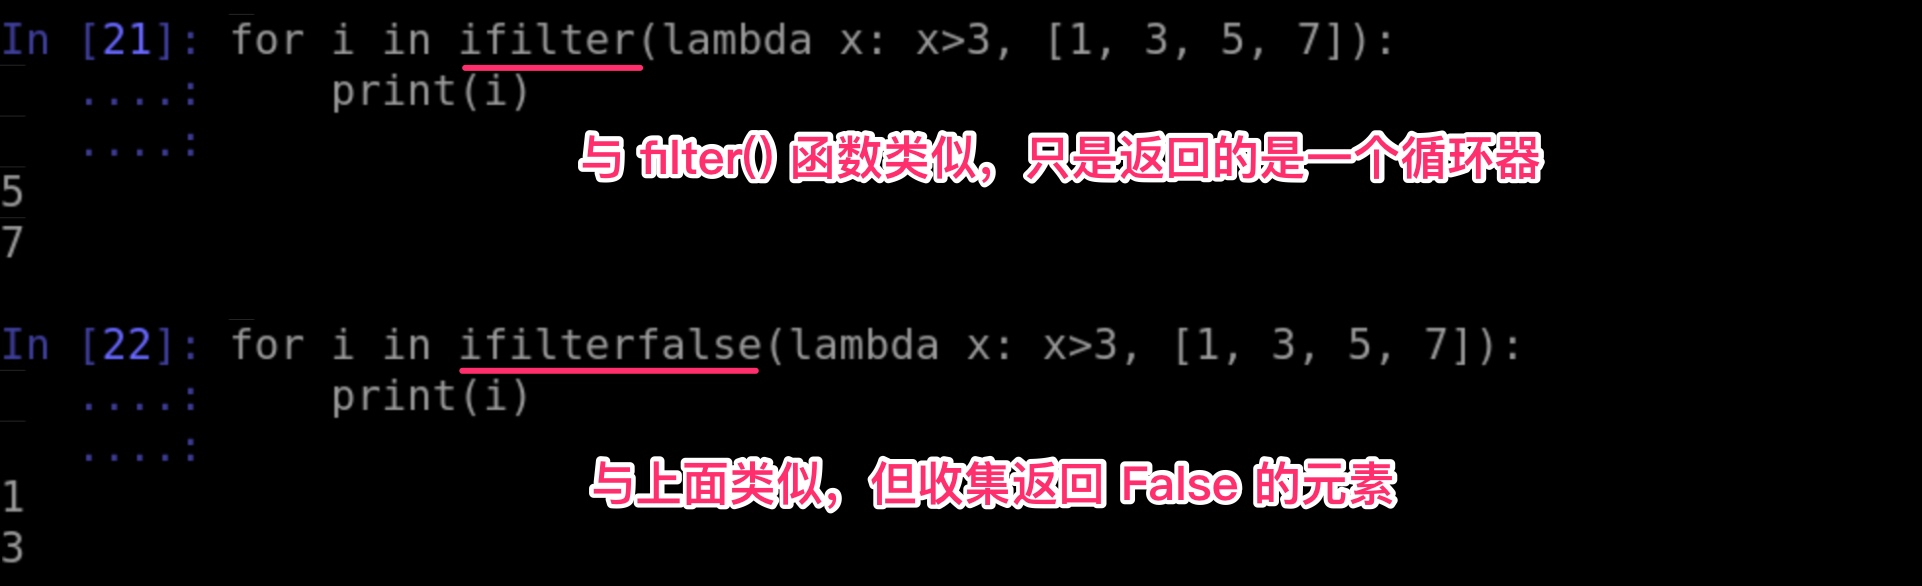 In [21]: for i in ifilter(lambda x: x>3, [1, 3, 5, 7]):
   ....:     print(i)
   ....:
与 filter() 函数类似，只是返回的是一个循环器
5
7
In [22]: for i in ifilterfalse(lambda x: x>3, [1, 3, 5, 7]):
   ....:     print(i)
   ....:
与上面类似，但收集返回 False 的元素
1
3